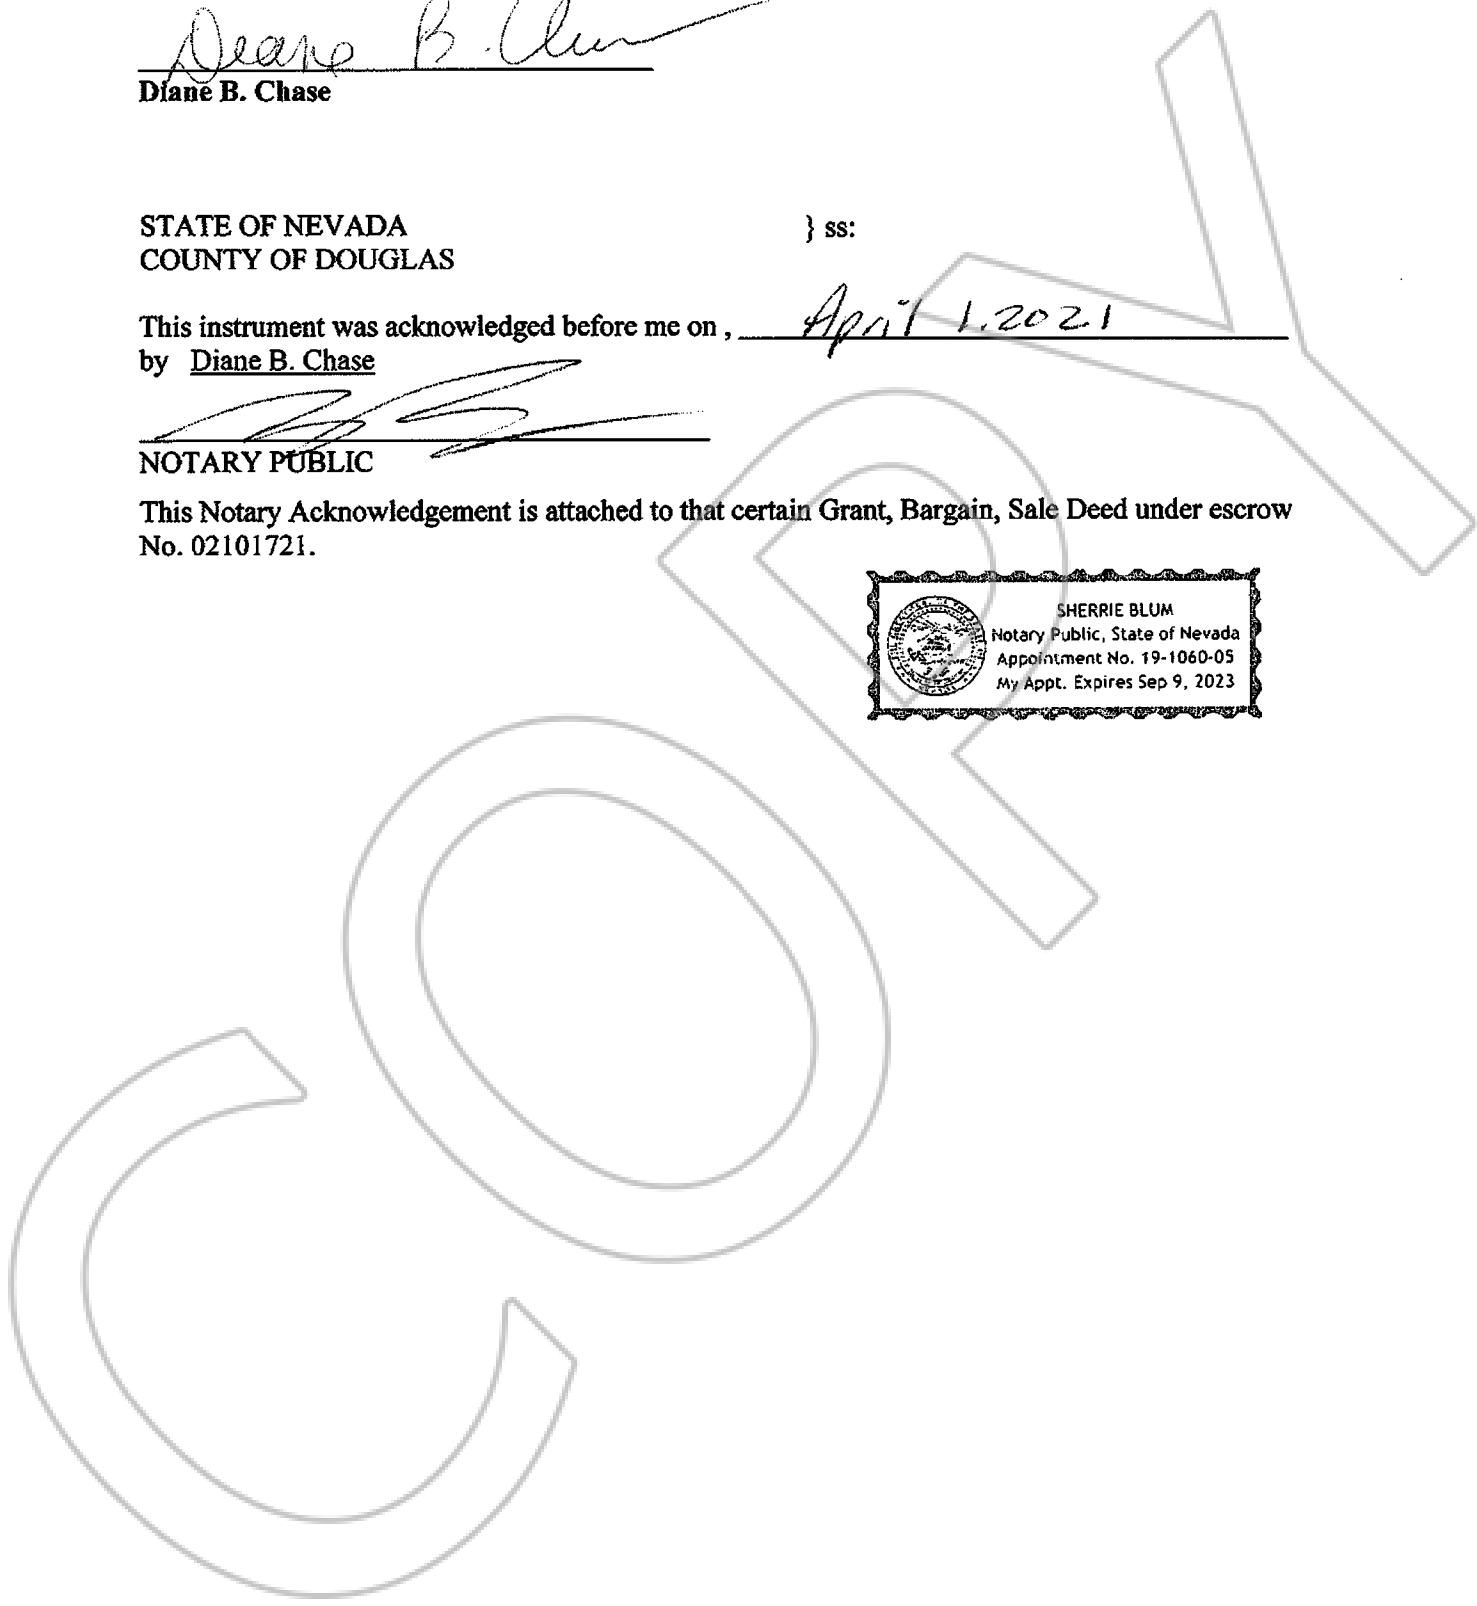 Diane B. Chase
Diane B. Chase
STATE OF NEVADA } ss:
COUNTY OF DOUGLAS
This instrument was acknowledged before me on , April 1, 2021
by Diane B. Chase
NOTARY PUBLIC
This Notary Acknowledgement is attached to that certain Grant, Bargain, Sale Deed under escrow
No. 02101721.
SHERRIE BLUM
Notary Public, State of Nevada
Appointment No. 19-1060-05
My Appt. Expires Sep 9, 2023
COPY